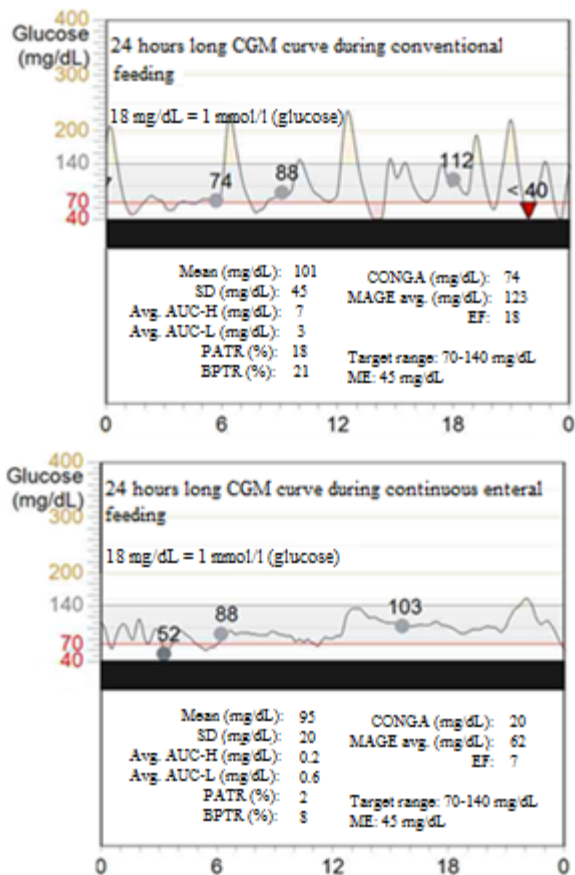 400
Glucose
(mg/dL)
24 hours long CGM curve during conventional
feeding
300
18 mg/dL = 1 mmol/l (glucose)
200
140
112
88
74
< 40
70
40
Mean (mg/dL): 101
SD (mg/dL): 45
Avg. AUC-H (mg/dL): 7
Avg. AUC-L (mg/dL): 3
PATR (%): 18
BPTR (%): 21
CONGA (mg/dL): 74
MAGE avg. (mg/dL): 123
EF: 18
Target range: 70-140 mg/dL
ME: 45 mg/dL
0 6 12 18 0
400
Glucose
(mg/dL)
24 hours long CGM curve during continuous enteral
feeding
300
18 mg/dL = 1 mmol/l (glucose)
200
140
88
103
52
70
40
Mean (mg/dL): 95
SD (mg/dL): 20
Avg. AUC-H (mg/dL): 0.2
Avg. AUC-L (mg/dL): 0.6
PATR (%): 2
BPTR (%): 8
CONGA (mg/dL): 20
MAGE avg. (mg/dL): 62
EF: 7
Target range: 70-140 mg/dL
ME: 45 mg/dL
0 6 12 18 0